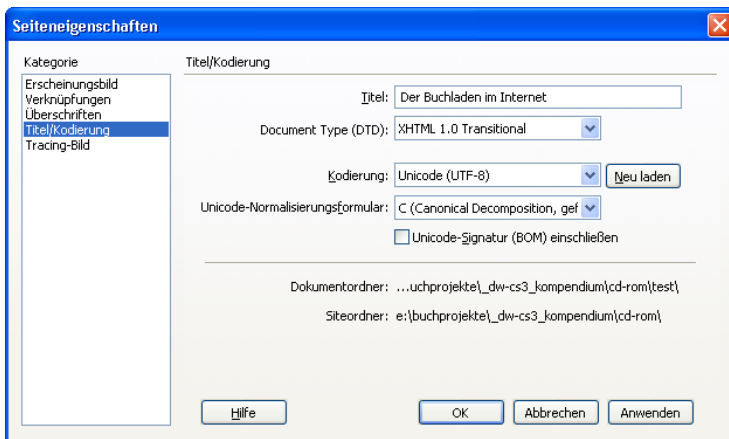 Seiteneigenschaften
Kategorie
Erscheinungsbild
Verknüpfungen
Überschriften
Titel/Kodierung
Tracing-Bild
Titel/Kodierung
Titel: Der Buchladen im Internet
Document Type (DTD): XHTML 1.0 Transitional
Kodierung: Unicode (UTF-8) Neu laden
Unicode-Normalisierungsformular: C (Canonical Decomposition, gef
Unicode-Signatur (BOM) einschließen
Dokumentordner: ...uchprojekte\_dw-cs3_kompendium\cd-rom\test\
Siteordner: e:\buchprojekte\_dw-cs3_kompendium\cd-rom\
Hilfe OK Abbrechen Anwenden